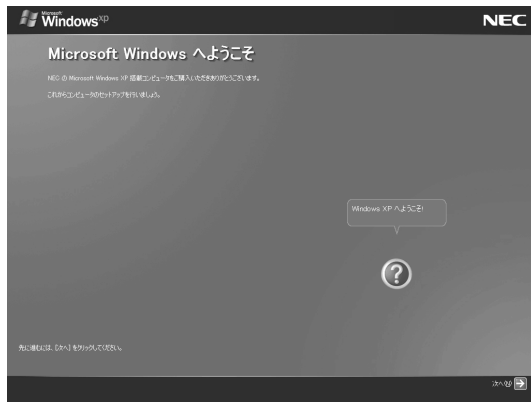 Microsoft
Windows xp
NEC
Microsoft Windows へようこそ
NEC の Microsoft Windows XP 搭載コンピュータをご購入いただきありがとうございます。
これからコンピュータのセットアップを行いましょう。
Windows XP へようこそ!
?
先に進むには、[次へ] をクリックしてください。
次へ(N)